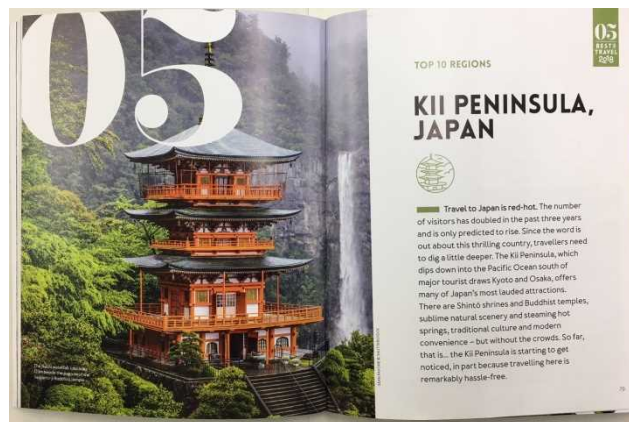 05
05
BEST IN
TRAVEL
2018
TOP 10 REGIONS
KII PENINSULA,
JAPAN
Travel to Japan is red-hot. The number
of visitors has doubled in the past three years
and is only predicted to rise. Since the word is
out about this thrilling country, travellers need
to dig a little deeper. The Kii Peninsula, which
dips down into the Pacific Ocean south of
major tourist draws Kyoto and Osaka, offers
many of Japan's most lauded attractions.
There are Shintō shrines and Buddhist temples,
sublime natural scenery and steaming hot
springs, traditional culture and modern
convenience – but without the crowds. So far,
that is... the Kii Peninsula is starting to get
noticed, in part because travelling here is
remarkably hassle-free.